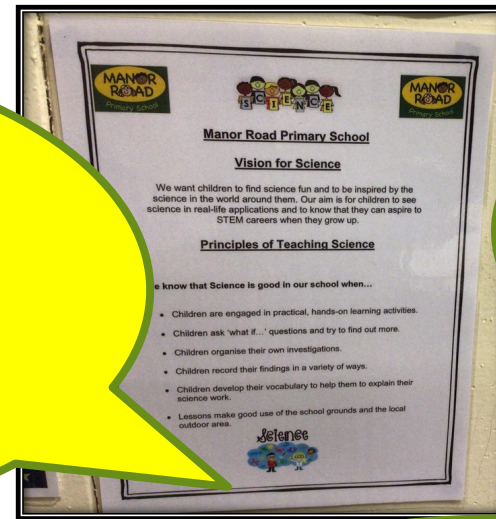 MANOR ROAD Primary School
SCIENCE
MANOR ROAD Primary School
Manor Road Primary School
Vision for Science
We want children to find science fun and to be inspired by the
science in the world around them. Our aim is for children to see
science in real-life applications and to know that they can aspire to
STEM careers when they grow up.
Principles of Teaching Science
e know that Science is good in our school when...
• Children are engaged in practical, hands-on learning activities.
• Children ask 'what if...' questions and try to find out more.
• Children organise their own investigations.
• Children record their findings in a variety of ways.
• Children develop their vocabulary to help them to explain their
science work.
• Lessons make good use of the school grounds and the local
outdoor area.
Science